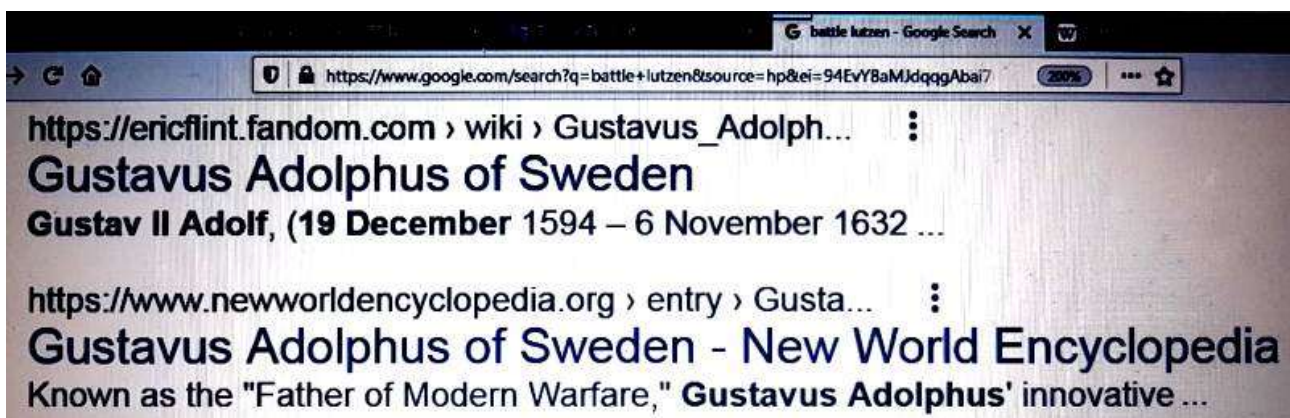 G battle lutzen - Google Search X W
https://www.google.com/search?q=battle+lutzen&source=hp&ei=94EvYBaMJdqqgAbai7 200% ...
https://ericflint.fandom.com › wiki › Gustavus_Adolph...
Gustavus Adolphus of Sweden
Gustav II Adolf, (19 December 1594 – 6 November 1632 ...
https://www.newworldencyclopedia.org › entry › Gusta...
Gustavus Adolphus of Sweden - New World Encyclopedia
Known as the "Father of Modern Warfare," Gustavus Adolphus' innovative ...